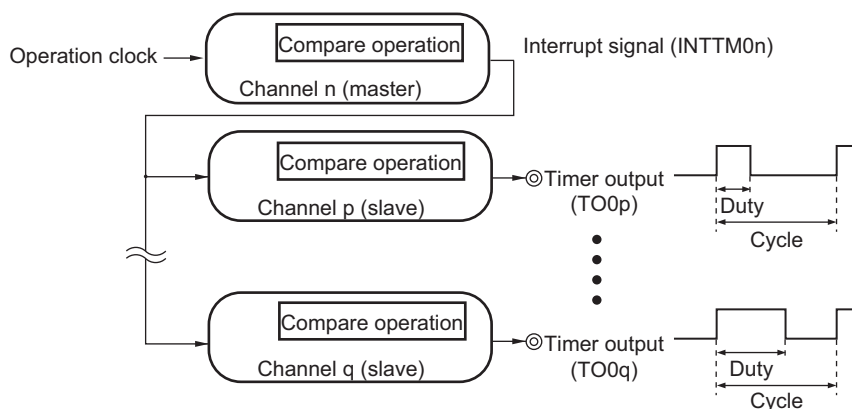 Compare operation
Operation clock
Interrupt signal (INTTM0n)
Channel n (master)
Compare operation
Timer output
(TO0p)
Channel p (slave)
Duty
Cycle
Compare operation
Timer output
(TO0q)
Channel q (slave)
Duty
Cycle